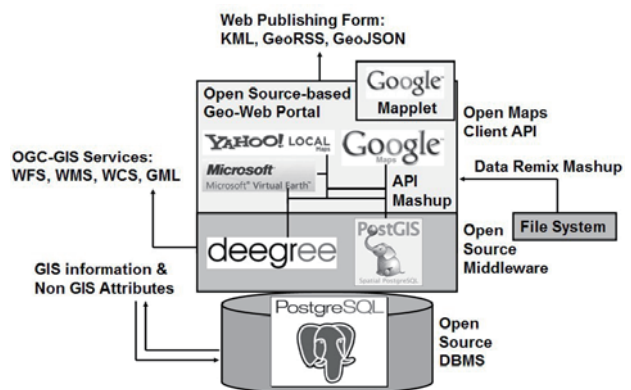 Web Publishing Form:
KML, GeoRSS, GeoJSON
Open Source-based
Geo-Web Portal
Google
Mapplet
Open Maps
Client API
YAHOO! LOCAL
Maps
Google
Maps
Microsoft
Microsoft® Virtual Earth™
API
Mashup
OGC-GIS Services:
WFS, WMS, WCS, GML
Data Remix Mashup
File System
deegree
PostGIS
Spatial PostgreSQL
Open
Source
Middleware
GIS information &
Non GIS Attributes
PostgreSQL
Open
Source
DBMS